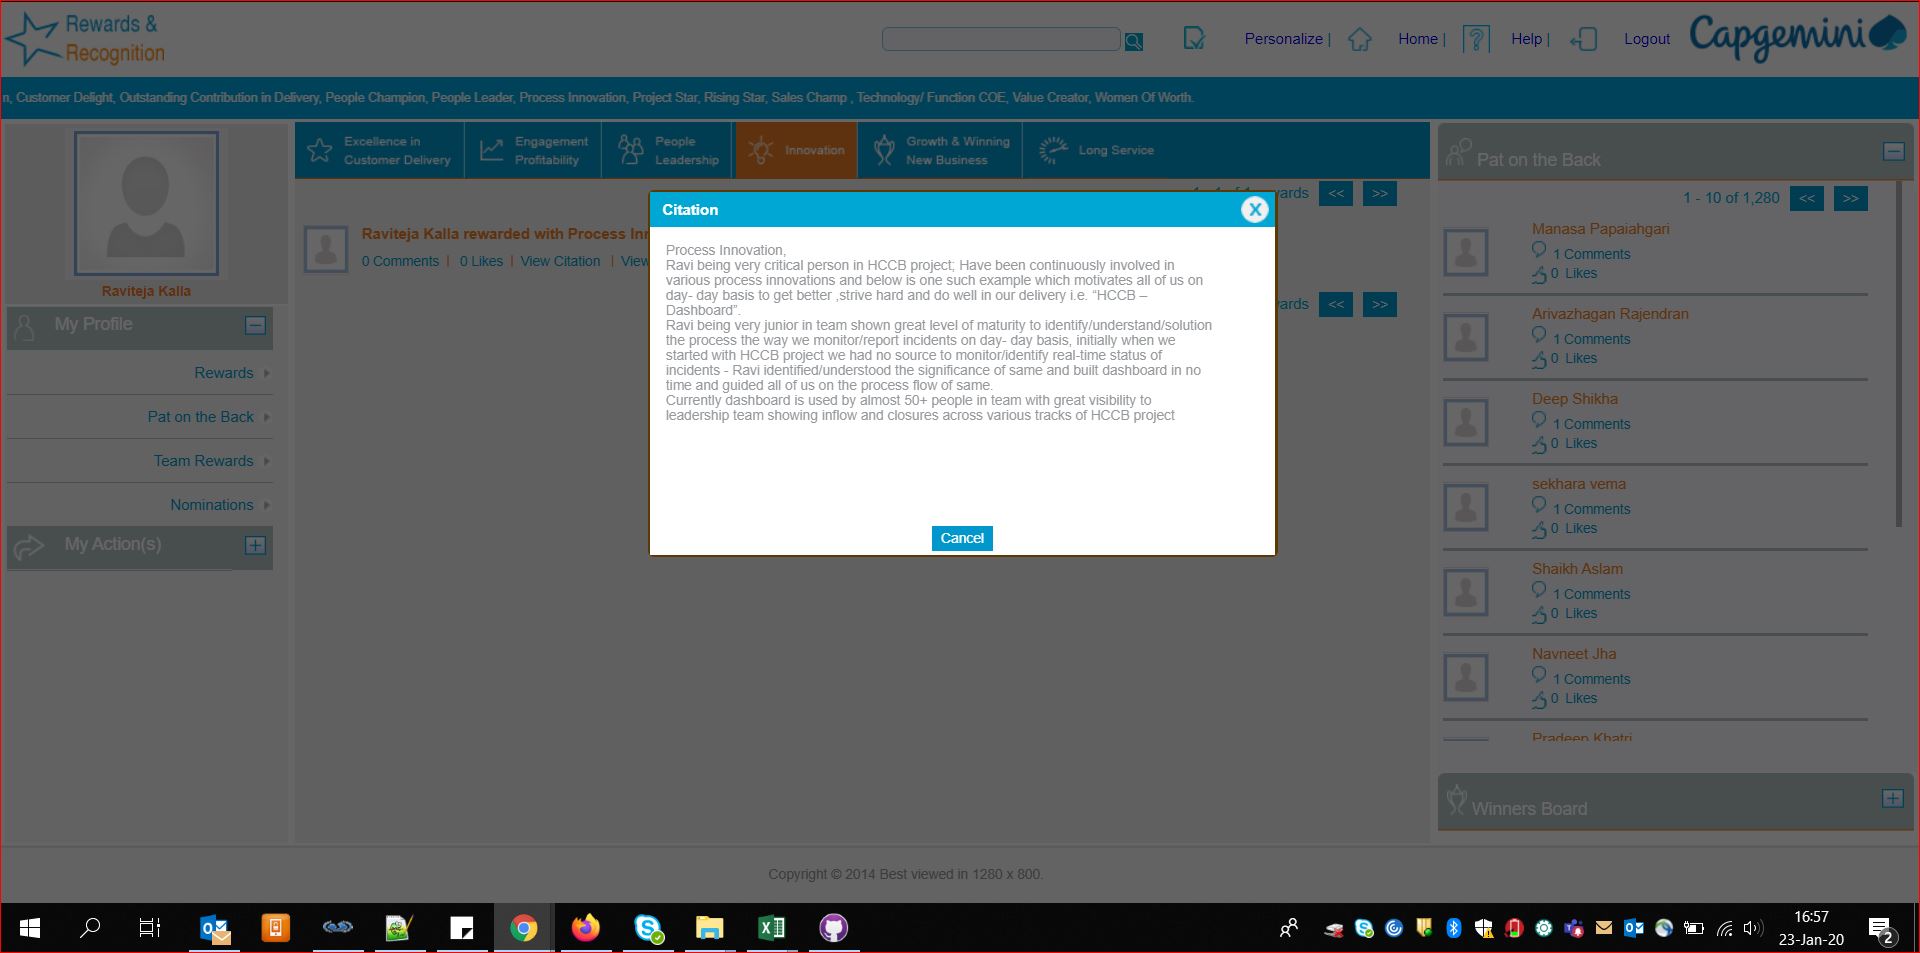 Rewards &
Recognition
Personalize |
Home |
Help |
Logout
Capgemini
n, Customer Delight, Outstanding Contribution in Delivery, People Champion, People Leader, Process Innovation, Project Star, Rising Star, Sales Champ , Technology/ Function COE, Value Creator, Women Of Worth.
Raviteja Kalla
My Profile
Rewards
Pat on the Back
Team Rewards
Nominations
My Action(s)
Excellence in
Customer Delivery
Engagement
Profitability
People
Leadership
Innovation
Growth & Winning
New Business
Long Service
<< >>
Raviteja Kalla rewarded with Process
0 Comments | 0 Likes | View Citation | View
<< >>
Citation
X
Process Innovation,
Ravi being very critical person in HCCB project; Have been continuously involved in
various process innovations and below is one such example which motivates all of us on
day- day basis to get better ,strive hard and do well in our delivery i.e. “HCCB –
Dashboard”.
Ravi being very junior in team shown great level of maturity to identify/understand/solution
the process the way we monitor/report incidents on day- day basis, initially when we
started with HCCB project we had no source to monitor/identify real-time status of
incidents - Ravi identified/understood the significance of same and built dashboard in no
time and guided all of us on the process flow of same.
Currently dashboard is used by almost 50+ people in team with great visibility to
leadership team showing inflow and closures across various tracks of HCCB project
Cancel
Pat on the Back
1 - 10 of 1,280 << >>
Manasa Papaiahgari
1 Comments
0 Likes
Arivazhagan Rajendran
1 Comments
0 Likes
Deep Shikha
1 Comments
0 Likes
sekhara vema
1 Comments
0 Likes
Shaikh Aslam
1 Comments
0 Likes
Navneet Jha
1 Comments
0 Likes
Pradeep Khatri
Winners Board
Copyright © 2014 Best viewed in 1280 x 800.
16:57
23-Jan-20
2